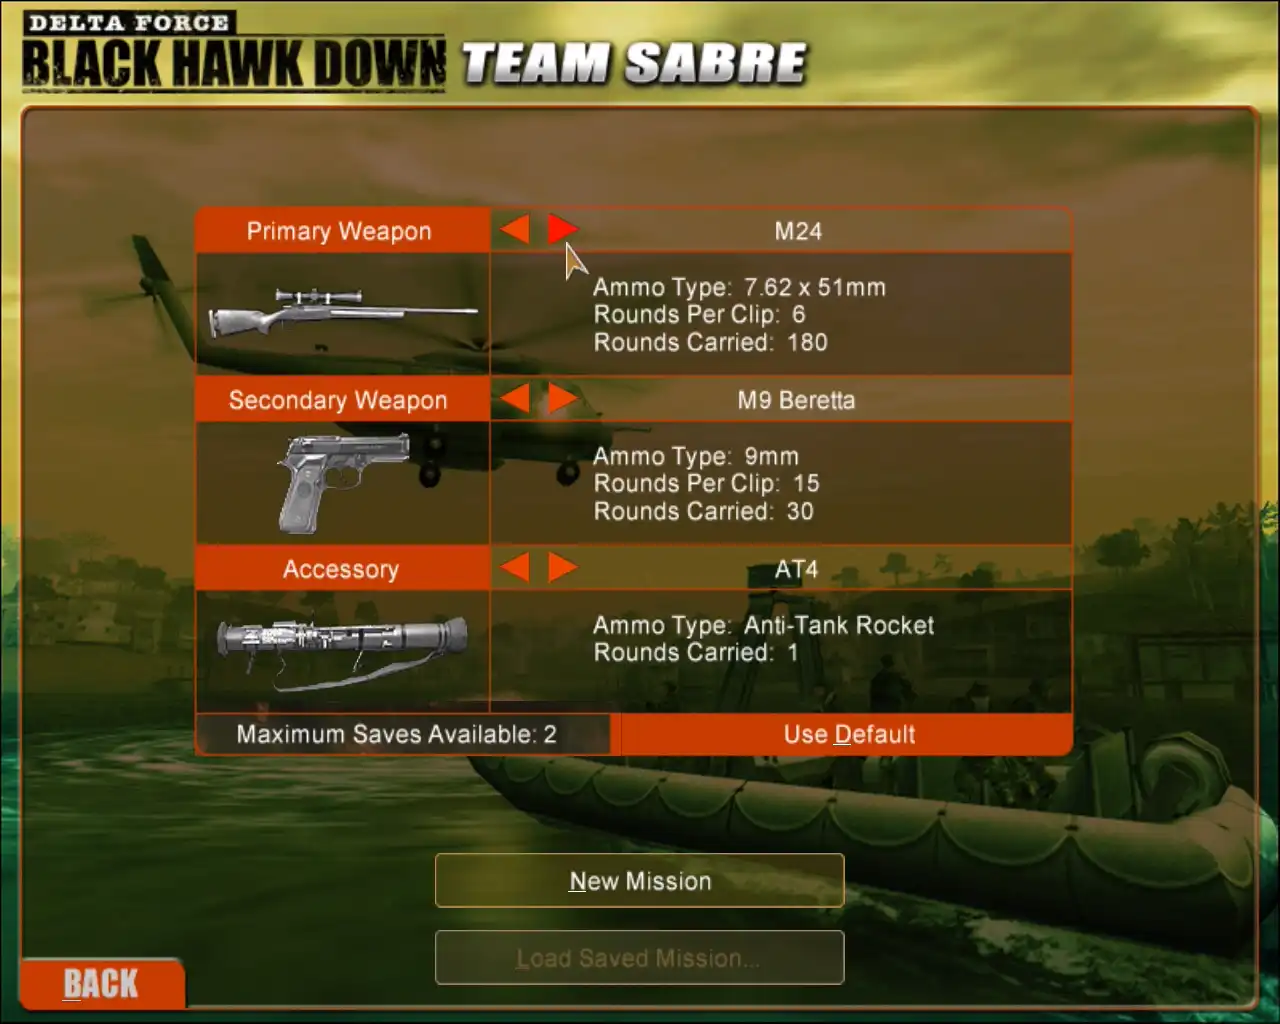 DELTA FORCE
BLACK HAWK DOWN TEAM SABRE
Primary Weapon M24
Ammo Type: 7.62 x 51mm
Rounds Per Clip: 6
Rounds Carried: 180
Secondary Weapon M9 Beretta
Ammo Type: 9mm
Rounds Per Clip: 15
Rounds Carried: 30
Accessory AT4
Ammo Type: Anti-Tank Rocket
Rounds Carried: 1
Maximum Saves Available: 2 Use Default
New Mission
Load Saved Mission...
BACK